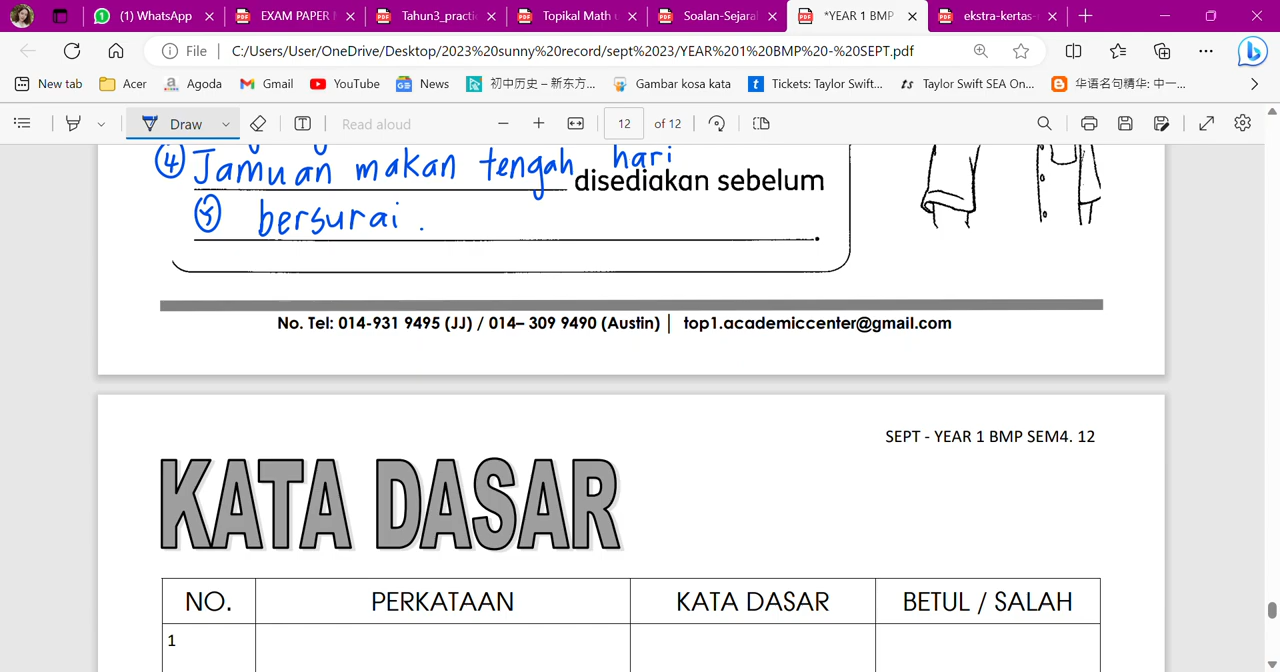 (1) WhatsApp
EXAM PAPER
Tahun3_practi
Topikal Math
Soalan-Sejara
*YEAR 1 BMP
ekstra-kertas-
File
C:/Users/User/OneDrive/Desktop/2023%20sunny%20record/sept%2023/YEAR%201%20BMP%20-%20SEPT.pdf
New tab
Acer
Agoda
Gmail
YouTube
News
初中历史 – 新东方...
Gambar kosa kata
Tickets: Taylor Swift...
Taylor Swift SEA On...
华语名句精华: 中一...
Draw
Read aloud
12 of 12
④ Jamuan makan tengah hari
disediakan sebelum
⑤ bersurai .
No. Tel: 014-931 9495 (JJ) / 014– 309 9490 (Austin) | top1.academiccenter@gmail.com
SEPT - YEAR 1 BMP SEM4. 12
KATA DASAR
NO. PERKATAAN KATA DASAR BETUL / SALAH
1